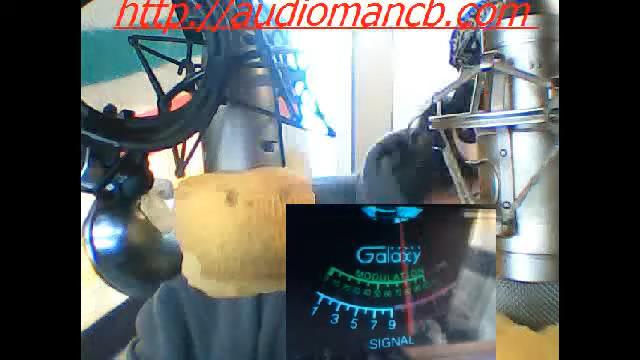 http://audiomancb.com
Galaxy
MODULATION
1 3 5 7 9
SIGNAL